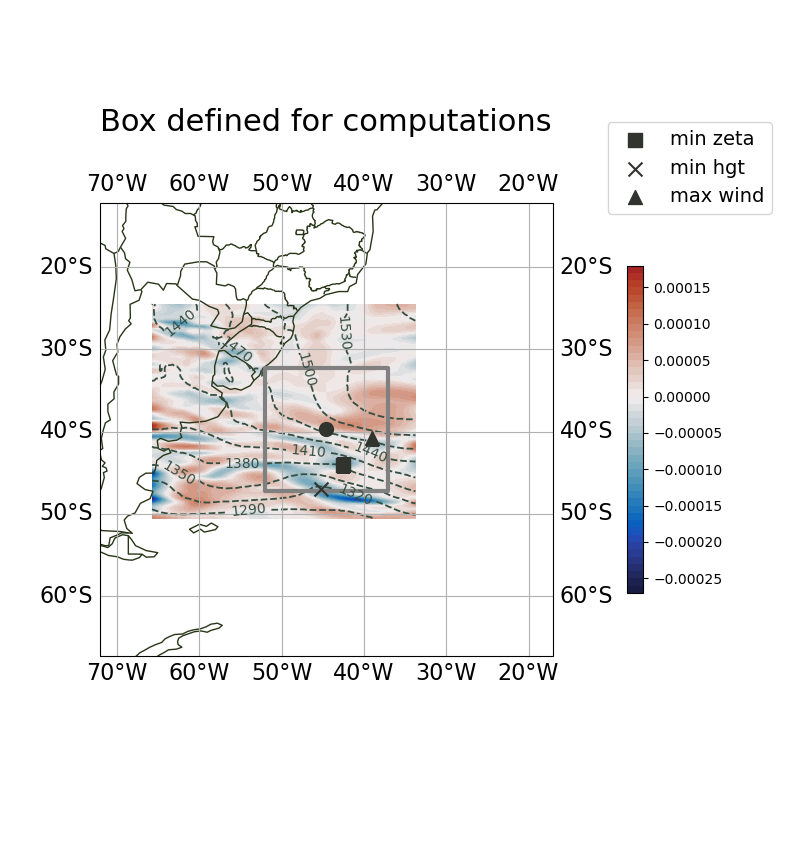 Box defined for computations
min zeta
min hgt
max wind
70°W 60°W 50°W 40°W 30°W 20°W
20°S 20°S
30°S 30°S
40°S 40°S
50°S 50°S
60°S 60°S
1440
1470
1500
1530
1410
1440
1380
1350
1320
1290
0.00015
0.00010
0.00005
0.00000
−0.00005
−0.00010
−0.00015
−0.00020
−0.00025
70°W 60°W 50°W 40°W 30°W 20°W